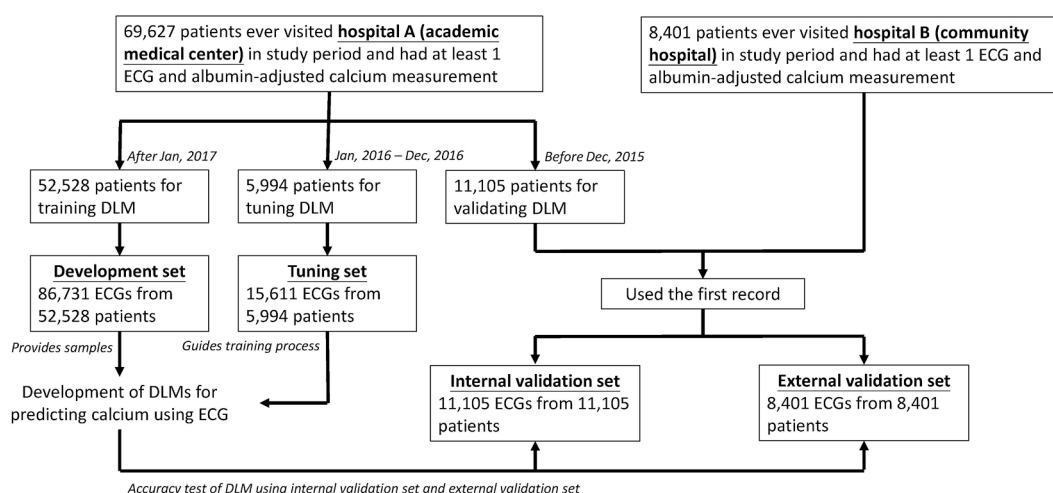 69,627 patients ever visited hospital A (academic
medical center) in study period and had at least 1
ECG and albumin-adjusted calcium measurement
8,401 patients ever visited hospital B (community
hospital) in study period and had at least 1 ECG and
albumin-adjusted calcium measurement
After Jan, 2017
Jan, 2016 – Dec, 2016
Before Dec, 2015
52,528 patients for
training DLM
5,994 patients for
tuning DLM
11,105 patients for
validating DLM
Development set
86,731 ECGs from
52,528 patients
Tuning set
15,611 ECGs from
5,994 patients
Used the first record
Provides samples
Guides training process
Development of DLMs for
predicting calcium using ECG
Internal validation set
11,105 ECGs from 11,105
patients
External validation set
8,401 ECGs from 8,401
patients
Accuracy test of DLM using internal validation set and external validation set